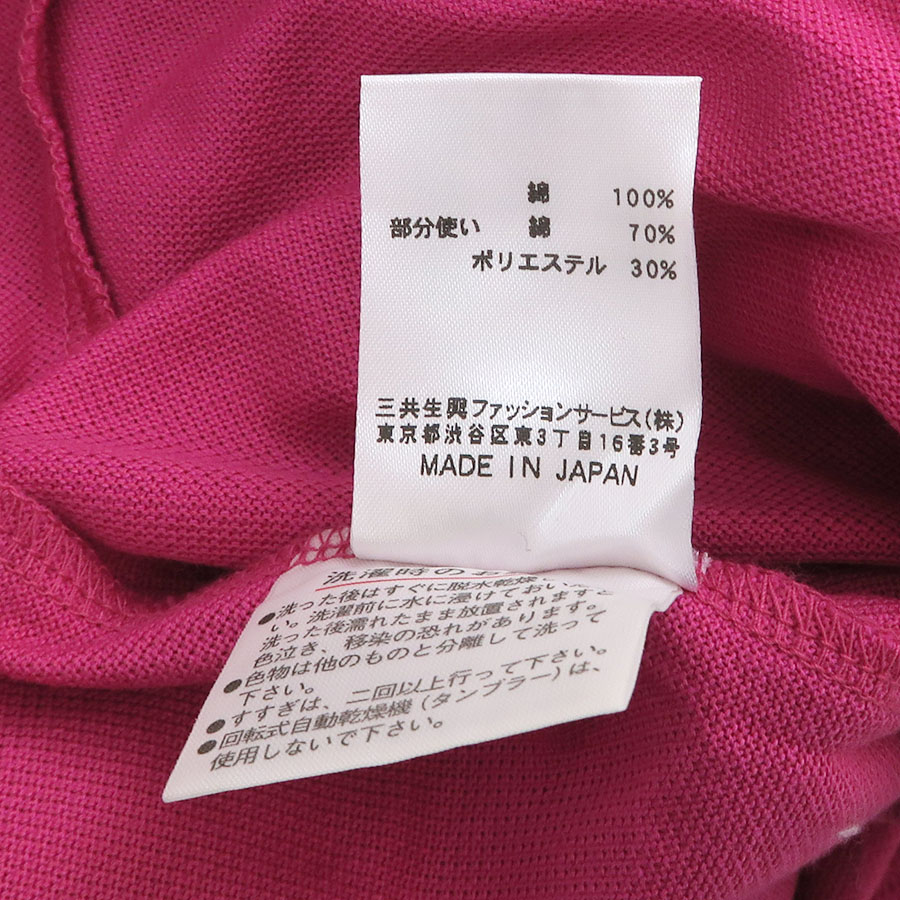 綿 100%
部分使い 綿 70%
ポリエステル 30%
三共生興ファッションサービス(株)
東京都渋谷区東3丁目16番3号
MADE IN JAPAN
洗濯時の
●洗った後はすぐに脱水乾燥
い。洗濯前に水に浸けておいた
洗った後濡れたまま放置されますと
色泣き、移染の恐れがあります。
●色物は他のものと分離して洗って
下さい。
●すすぎは、二回以上行って下さい。
●回転式自動乾燥機(タンブラー)は、
使用しないで下さい。